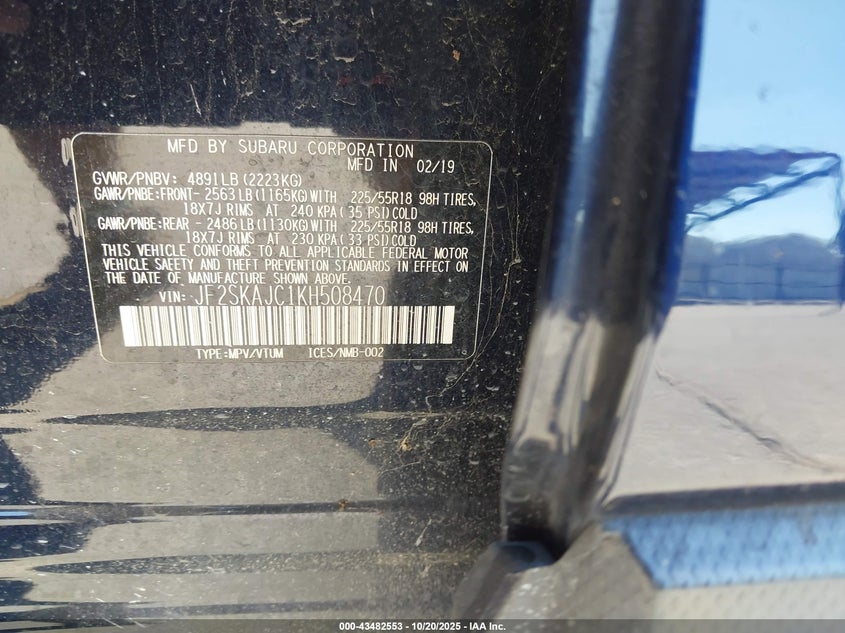 MFD BY SUBARU CORPORATION
MFD IN 02/19
GVWR/PNBV: 4891LB(2223KG)
GAWR/PNBE:FRONT- 2563LB(1165KG)WITH 225/55R18 98H TIRES,
18X7J RIMS AT 240 KPA(35 PSI)COLD
GAWR/PNBE:REAR - 2486LB(1130KG)WITH 225/55R18 98H TIRES,
18X7J RIMS AT 230 KPA(33 PSI)COLD
THIS VEHICLE CONFORMS TO ALL APPLICABLE FEDERAL MOTOR
VEHICLE SAFETY AND THEFT PREVENTION STANDARDS IN EFFECT ON
THE DATE OF MANUFACTURE SHOWN ABOVE.
VIN: JF2SKAJC1KH508470
TYPE:MPV/VTUM ICES/NMB-002
000-43482553 | 10/20/2025 | IAA Inc.